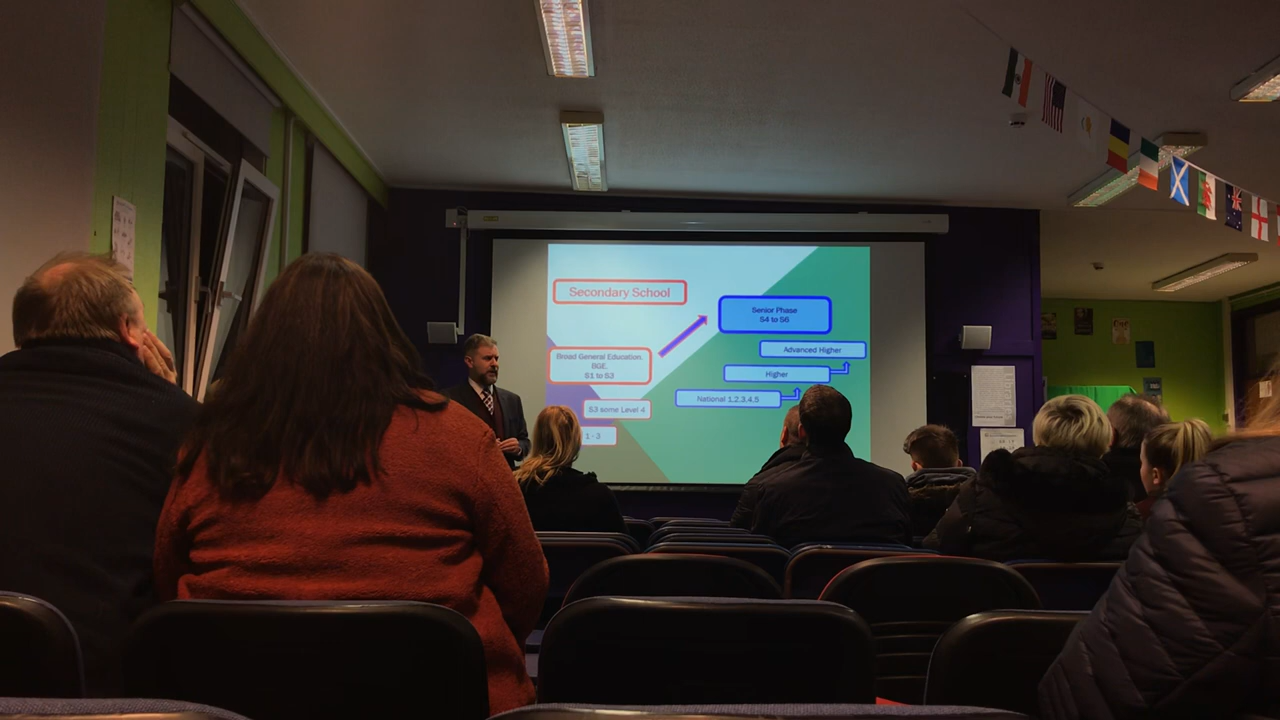 Secondary School
Senior Phase
S4 to S6
Advanced Higher
Broad General Education.
BGE.
S1 to S3
Higher
National 1,2,3,4,5
S3 some Level 4
1 - 3